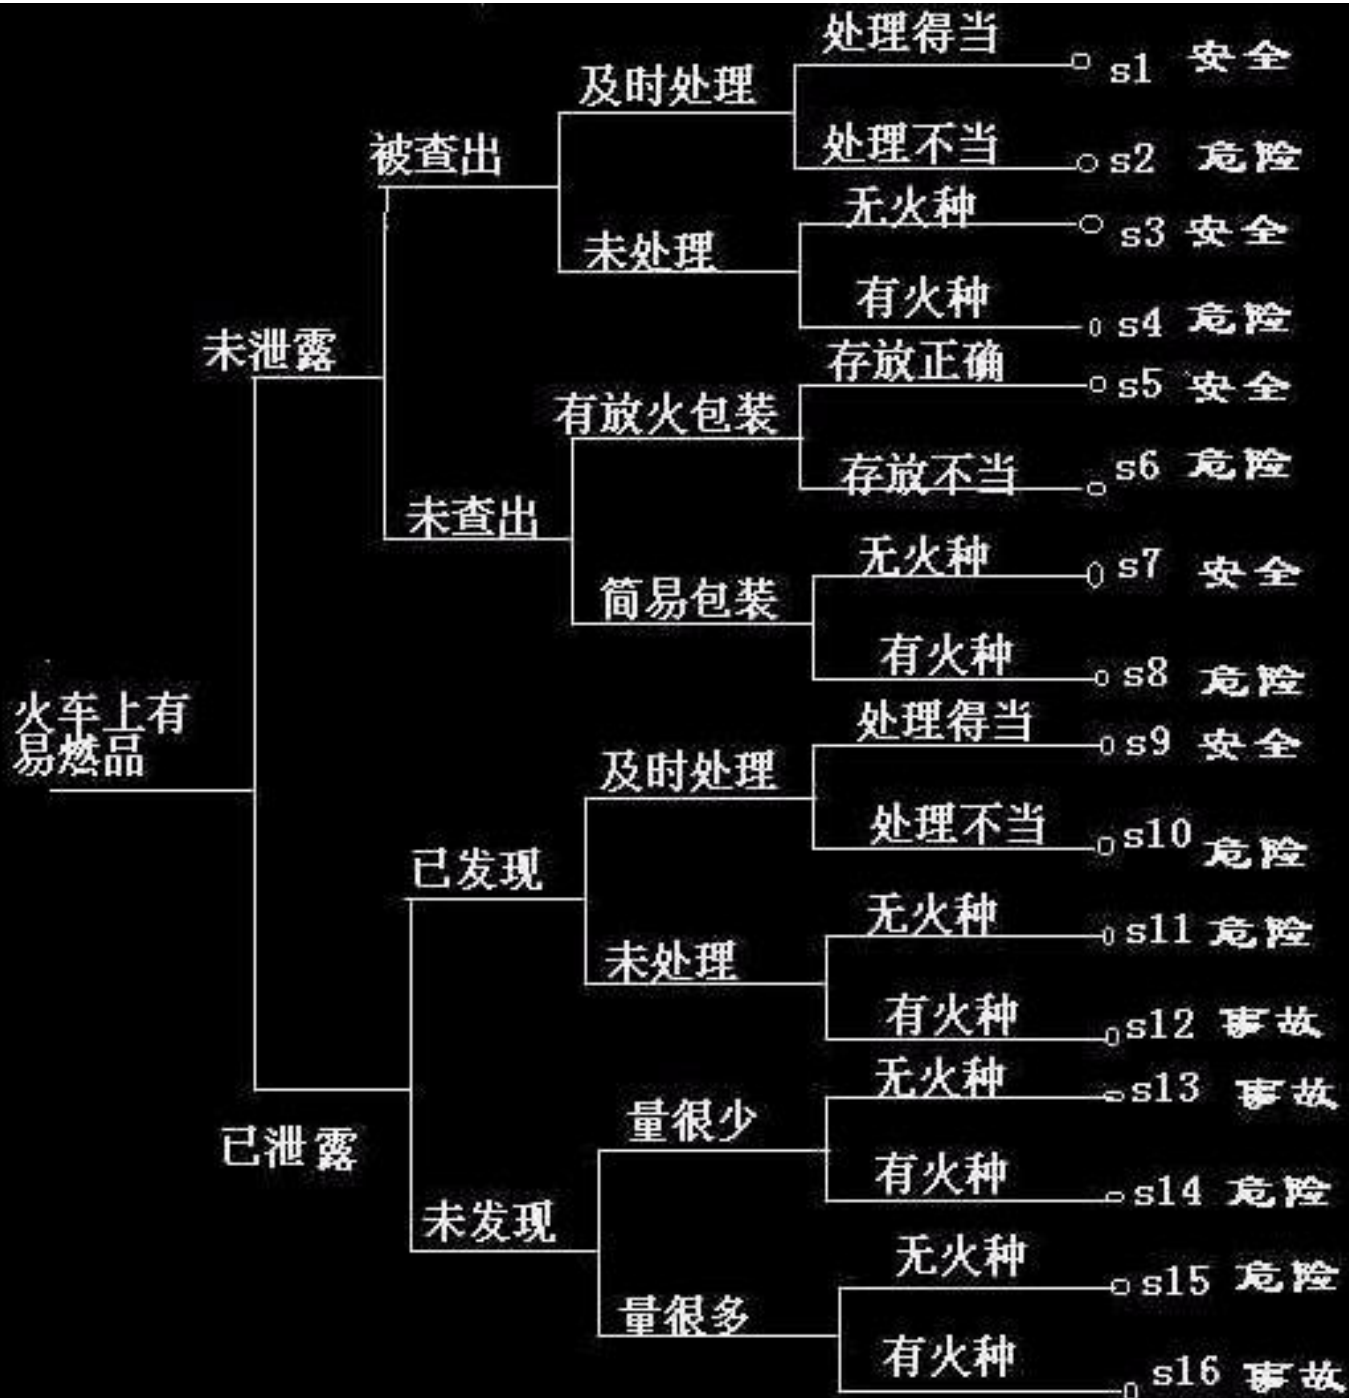 处理得当
s1 安全
及时处理
处理不当
s2 危险
被查出
无火种
s3 安全
未处理
有火种
s4 危险
未泄露
存放正确
s5 安全
有放火包装
存放不当
s6 危险
未查出
无火种
s7 安全
简易包装
有火种
s8 危险
火车上有
易燃品
处理得当
s9 安全
及时处理
处理不当
s10 危险
已发现
无火种
s11 危险
未处理
有火种
s12 事故
无火种
s13 事故
量很少
已泄露
有火种
s14 危险
未发现
无火种
s15 危险
量很多
有火种
s16 事故